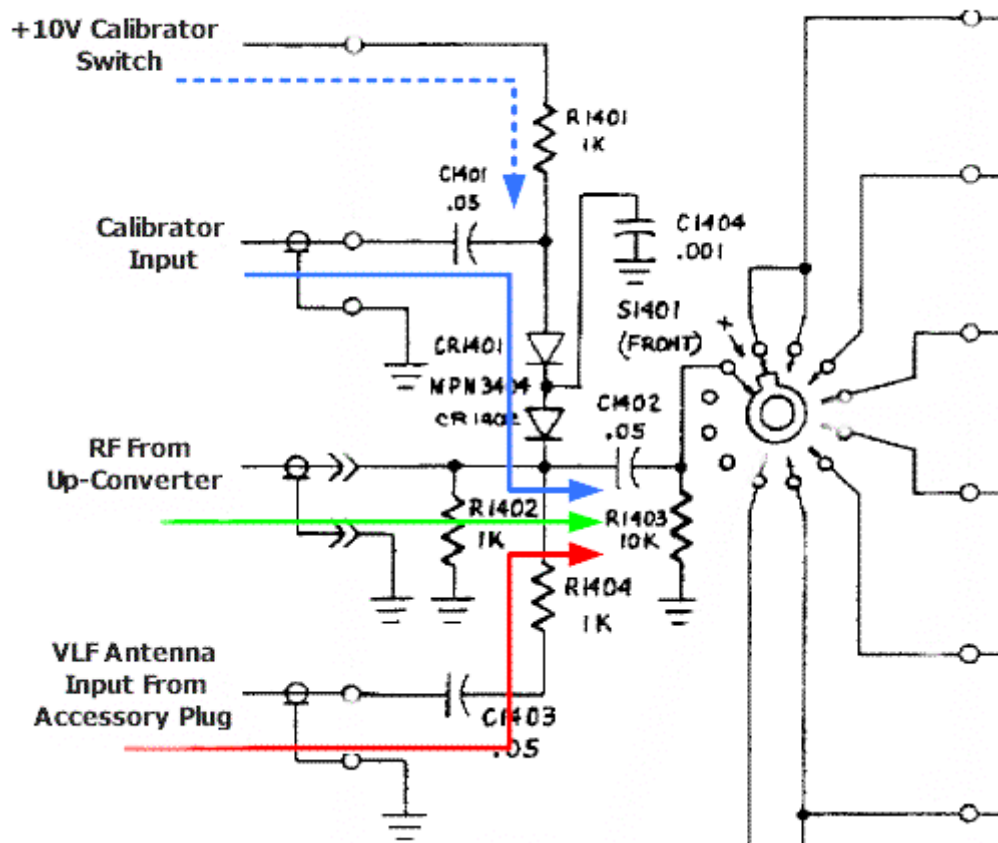 +10V Calibrator
Switch
R1401
1K
C1401
.05
C1404
.001
Calibrator
Input
S1401
(FRONT)
+
CR1401
MPN3404
CR1402
C1402
.05
RF From
Up-Converter
R1402
1K
R1403
10K
R1404
1K
VLF Antenna
Input From
Accessory Plug
C1403
.05